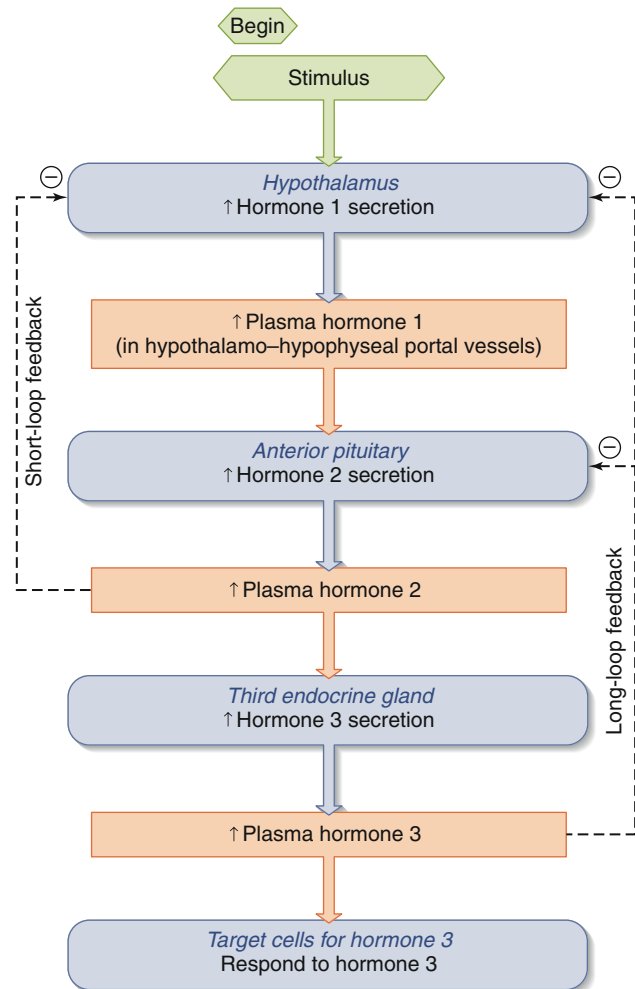 Begin
Stimulus
Hypothalamus
↑ Hormone 1 secretion
↑ Plasma hormone 1
(in hypothalamo–hypophyseal portal vessels)
Anterior pituitary
↑ Hormone 2 secretion
↑ Plasma hormone 2
Third endocrine gland
↑ Hormone 3 secretion
↑ Plasma hormone 3
Target cells for hormone 3
Respond to hormone 3
Short-loop feedback
Long-loop feedback
−
−
−